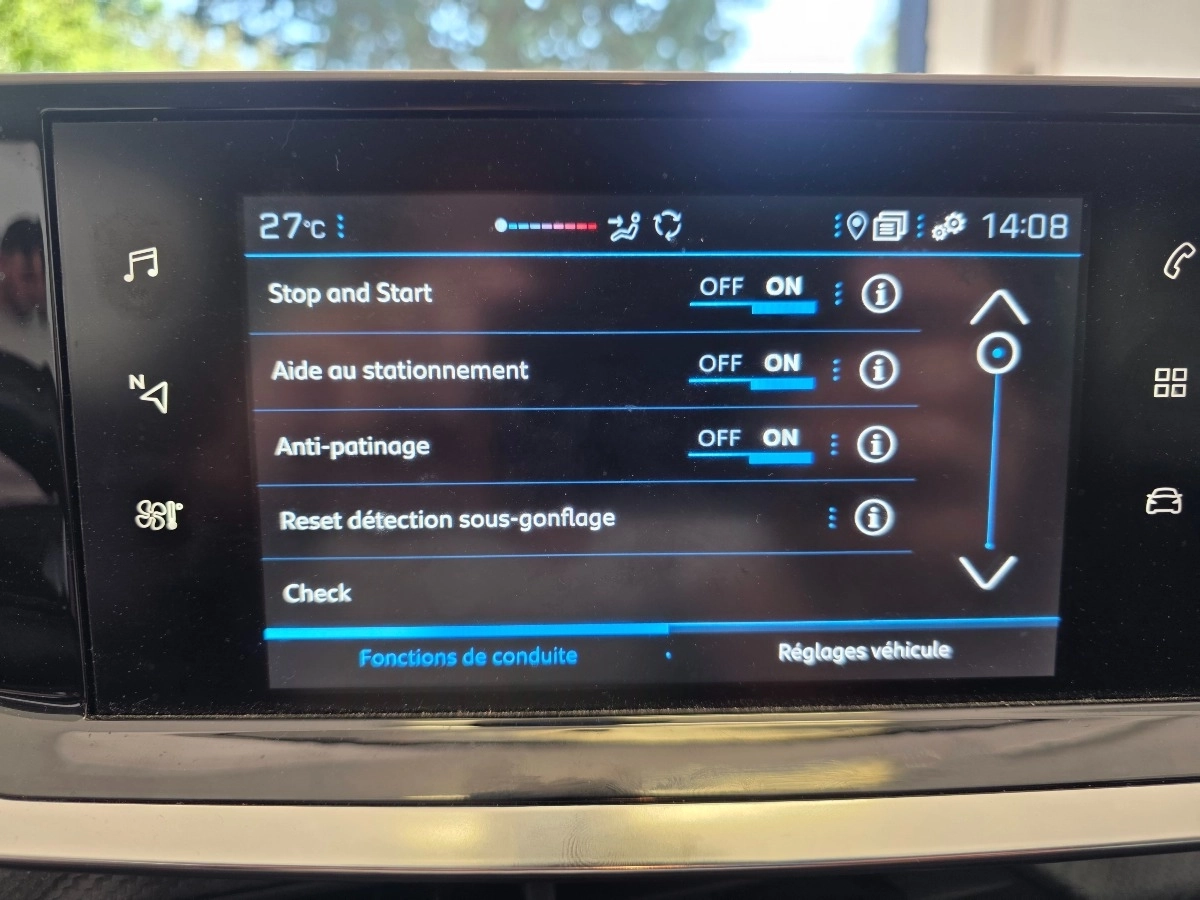 27°C
14:08
Stop and Start OFF ON
Aide au stationnement OFF ON
N
Anti-patinage OFF ON
Reset détection sous-gonflage
Check
Fonctions de conduite Réglages véhicule